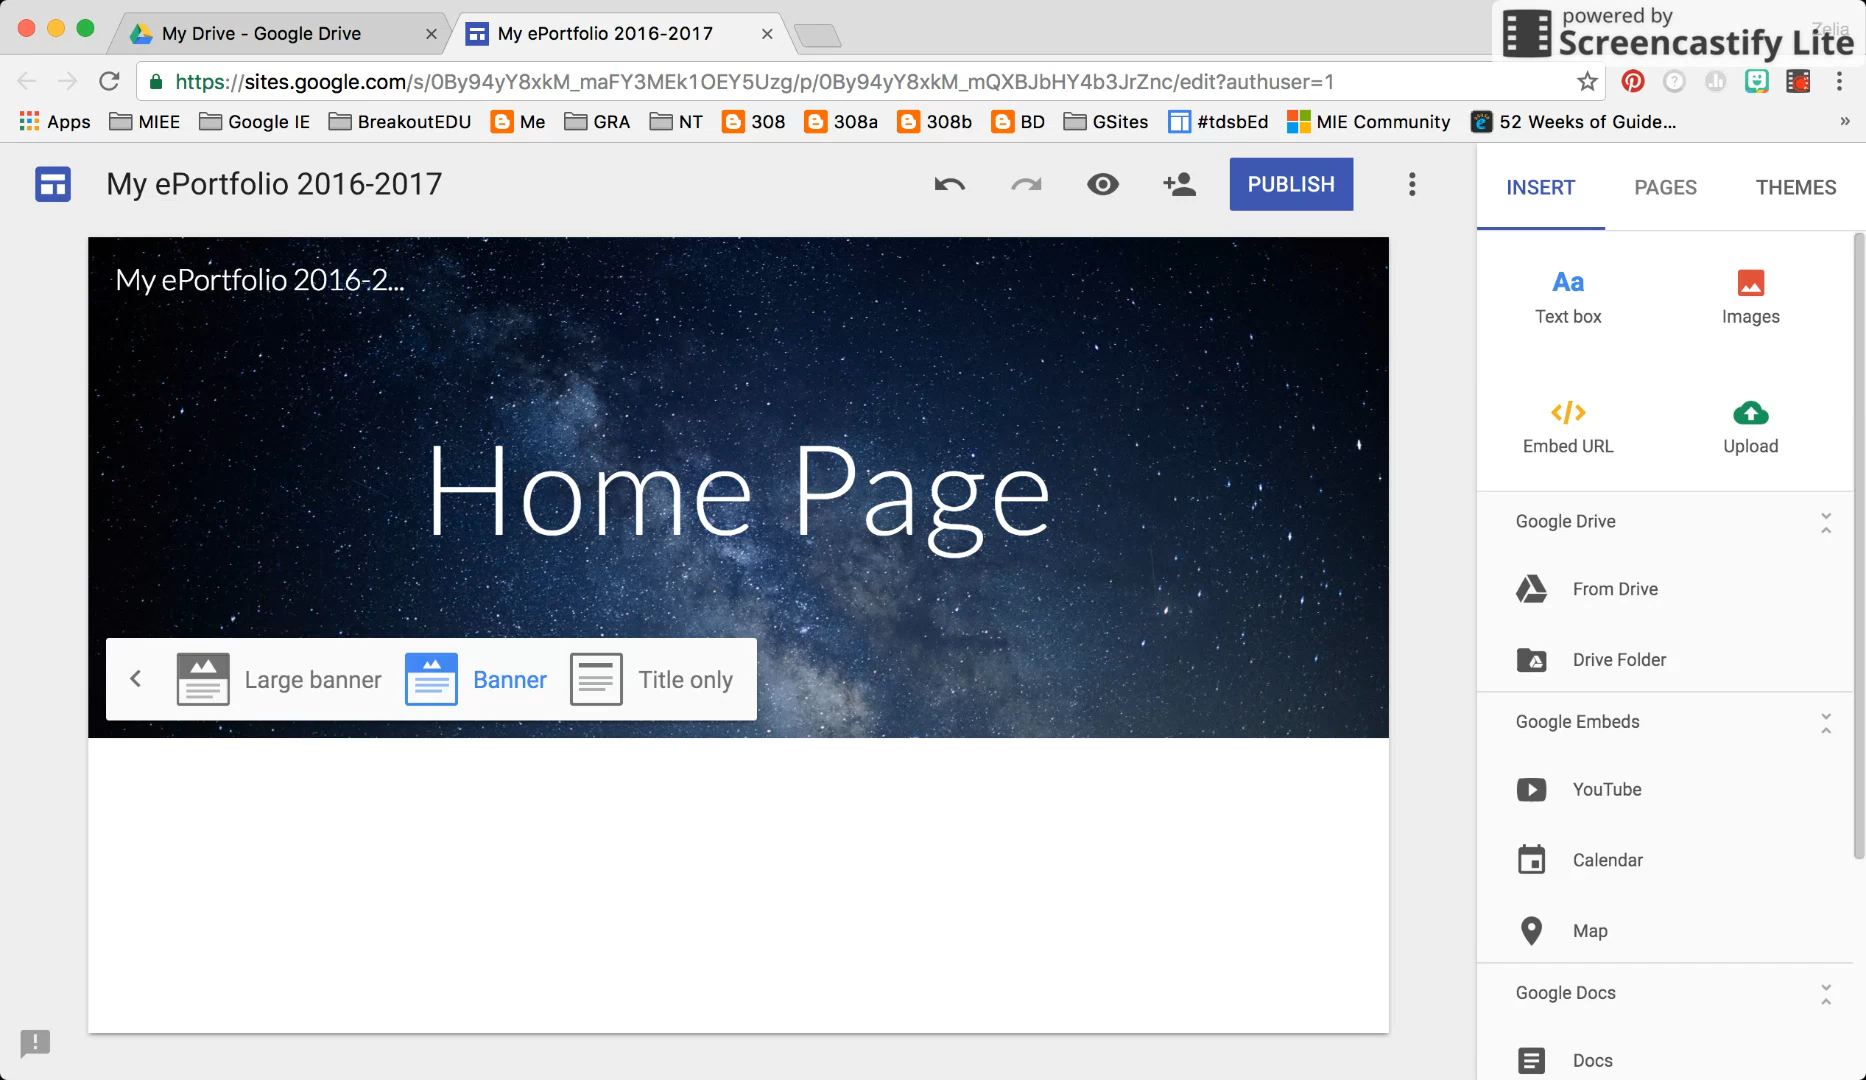 My Drive - Google Drive
My ePortfolio 2016-2017
powered by
Screencastify Lite
Zelia
https://sites.google.com/s/0By94yY8xkM_maFY3MEk1OEY5Uzg/p/0By94yY8xkM_mQXBJbHY4b3JrZnc/edit?authuser=1
Apps MIEE Google IE BreakoutEDU Me GRA NT 308 308a 308b BD GSites #tdsbEd MIE Community 52 Weeks of Guide... »
My ePortfolio 2016-2017
PUBLISH
INSERT PAGES THEMES
My ePortfolio 2016-2...
Home Page
Large banner Banner Title only
Aa
Text box
Images
Embed URL
Upload
Google Drive
From Drive
Drive Folder
Google Embeds
YouTube
Calendar
Map
Google Docs
Docs